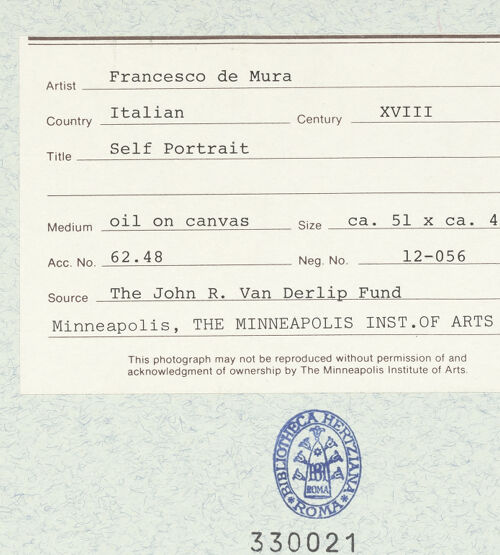 Artist Francesco de Mura
Country Italian Century XVIII
Title Self Portrait
Medium oil on canvas Size ca. 51 x ca. 4
Acc. No. 62.48 Neg. No. 12-056
Source The John R. Van Derlip Fund
Minneapolis, THE MINNEAPOLIS INST.OF ARTS
This photograph may not be reproduced without permission of and
acknowledgment of ownership by The Minneapolis Institute of Arts.
BIBLIOTHECA HERTZIANA
BH
ROMA
* ROMA *
330021